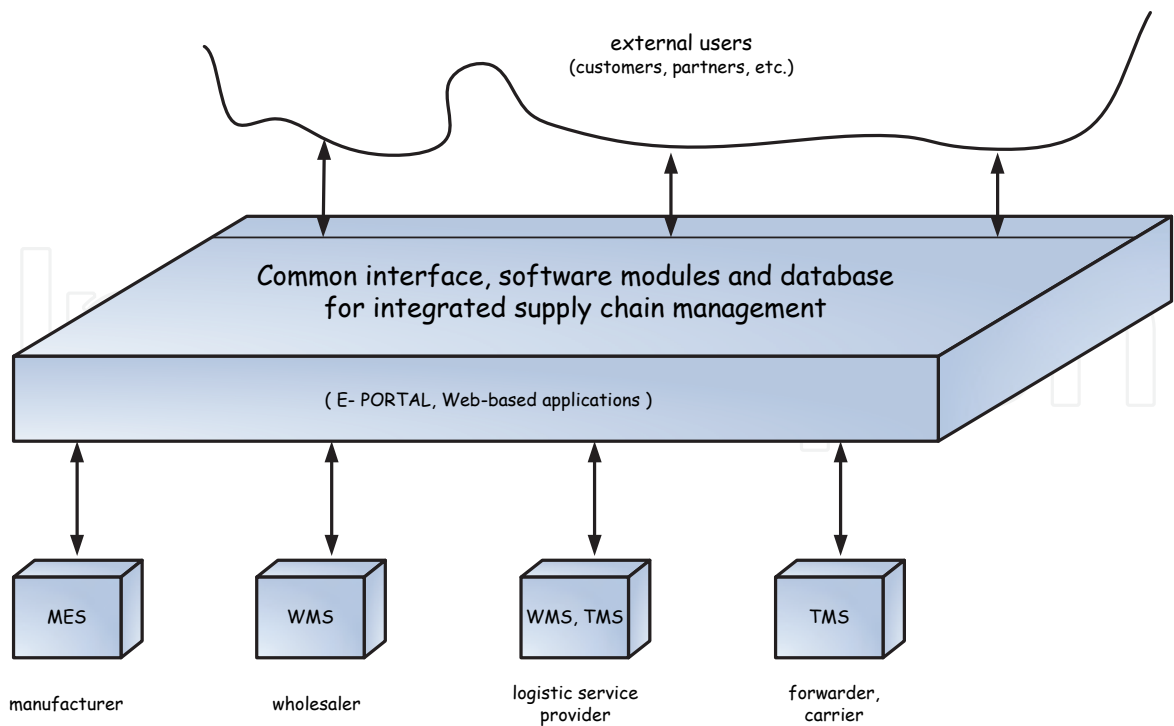 external users
(customers, partners, etc.)
Common interface, software modules and database
for integrated supply chain management
( E- PORTAL, Web-based applications )
MES
WMS
WMS, TMS
TMS
manufacturer
wholesaler
logistic service
provider
forwarder,
carrier